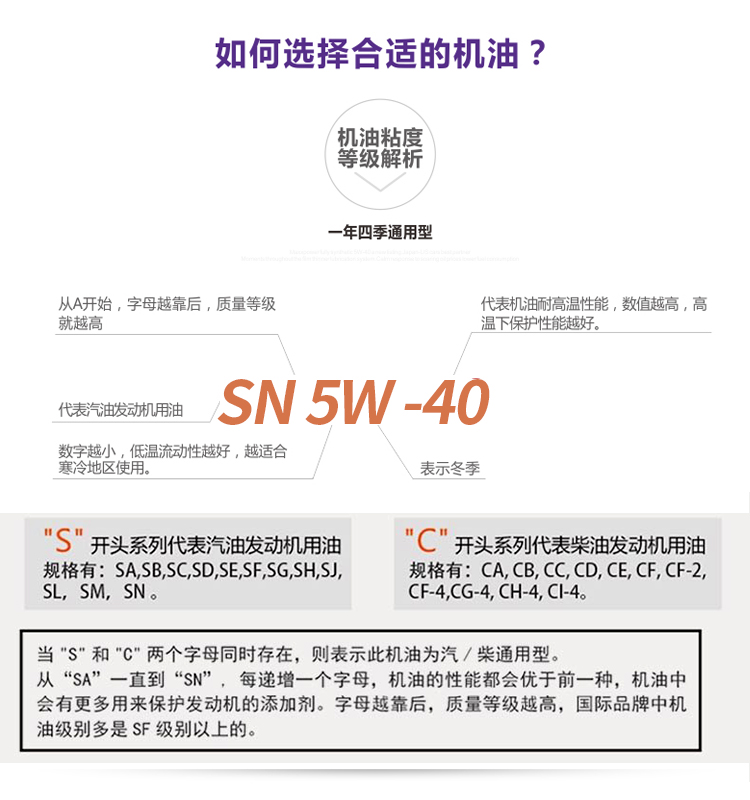 如何选择合适的机油？
机油粘度
等级解析
一年四季通用型
从A开始，字母越靠后，质量等级
就越高
代表机油耐高温性能，数值越高，高
温下保护性能越好。
SN 5W -40
代表汽油发动机用油
数字越小，低温流动性越好，越适合
寒冷地区使用。
表示冬季
"S" 开头系列代表汽油发动机用油
规格有：SA,SB,SC,SD,SE,SF,SG,SH,SJ,
SL，SM，SN 。
"C" 开头系列代表柴油发动机用油
规格有：CA, CB, CC, CD, CE, CF, CF-2,
CF-4,CG-4, CH-4, CI-4。
当 "S" 和 "C" 两个字母同时存在，则表示此机油为汽 / 柴通用型。
从“SA”一直到“SN”，每递增一个字母，机油的性能都会优于前一种，机油中
会有更多用来保护发动机的添加剂。字母越靠后，质量等级越高，国际品牌中机
油级别多是 SF 级别以上的。